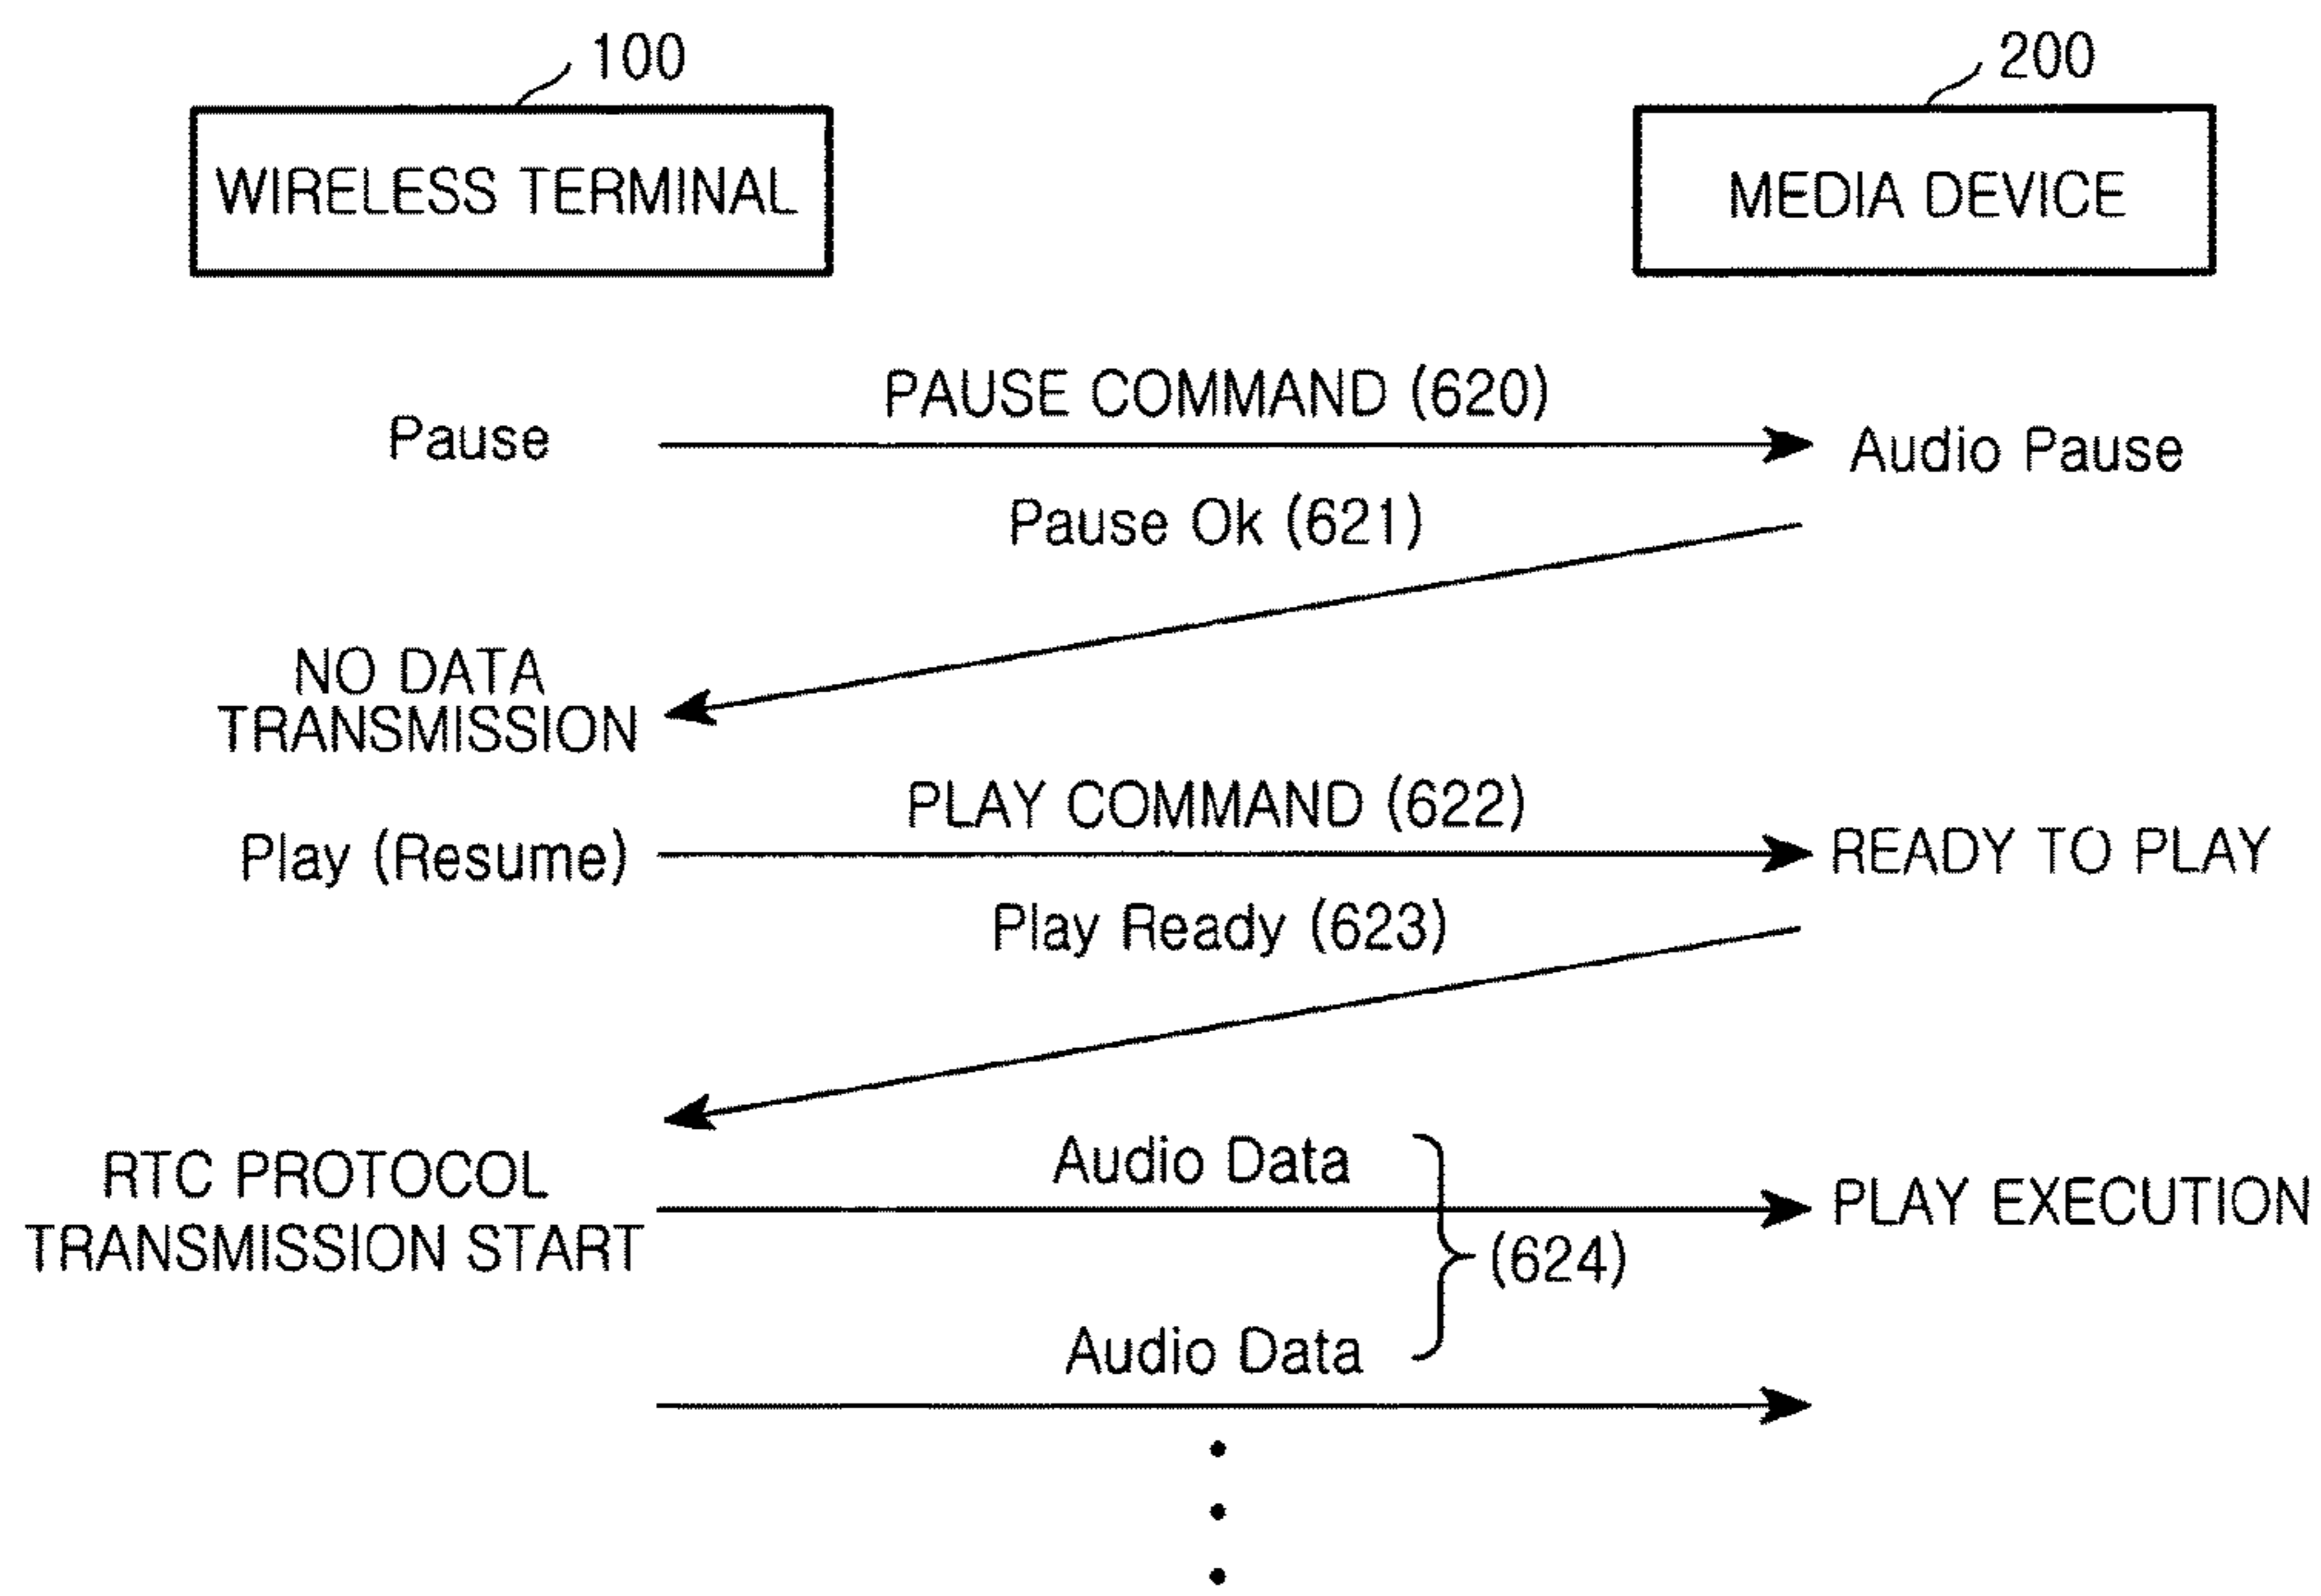 100
200
WIRELESS TERMINAL
MEDIA DEVICE
PAUSE COMMAND (620)
Pause
Audio Pause
Pause Ok (621)
NO DATA
TRANSMISSION
PLAY COMMAND (622)
Play (Resume)
READY TO PLAY
Play Ready (623)
Audio Data
RTC PROTOCOL
TRANSMISSION START
PLAY EXECUTION
(624)
Audio Data